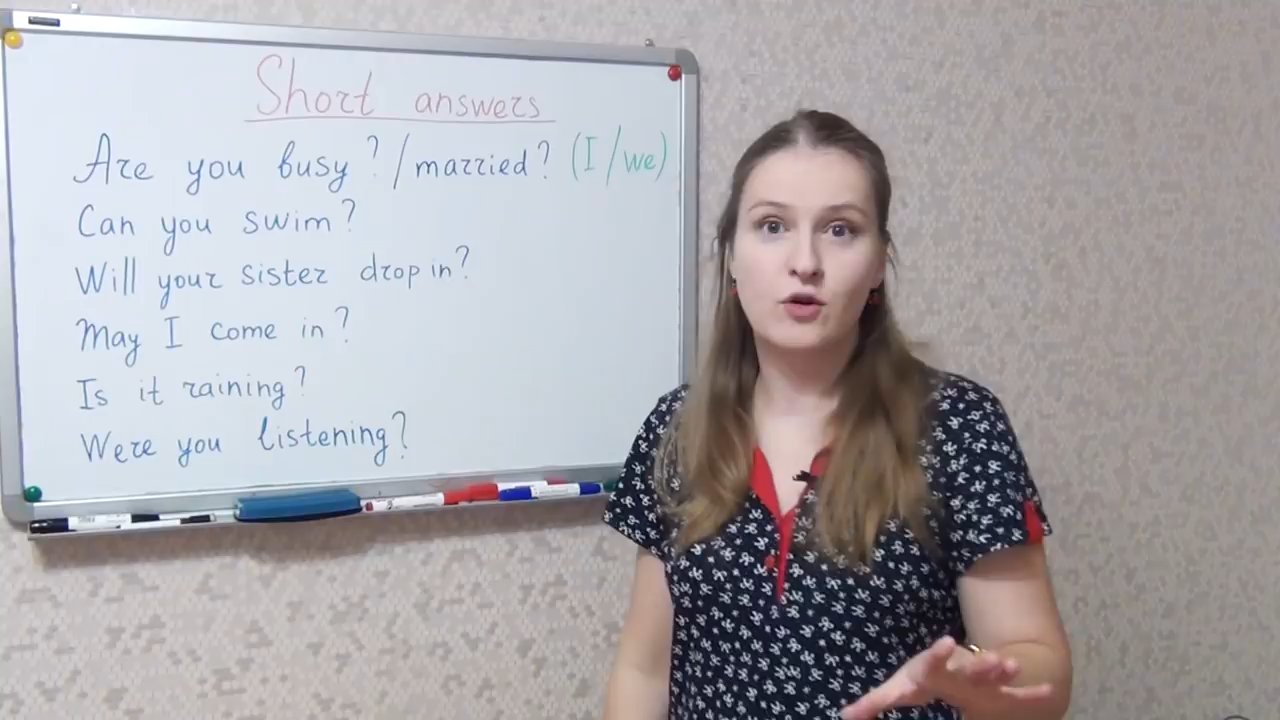 Short answers
Are you busy?/married? (I/we)
Can you swim?
Will your sister drop in?
May I come in?
Is it raining?
Were you listening?